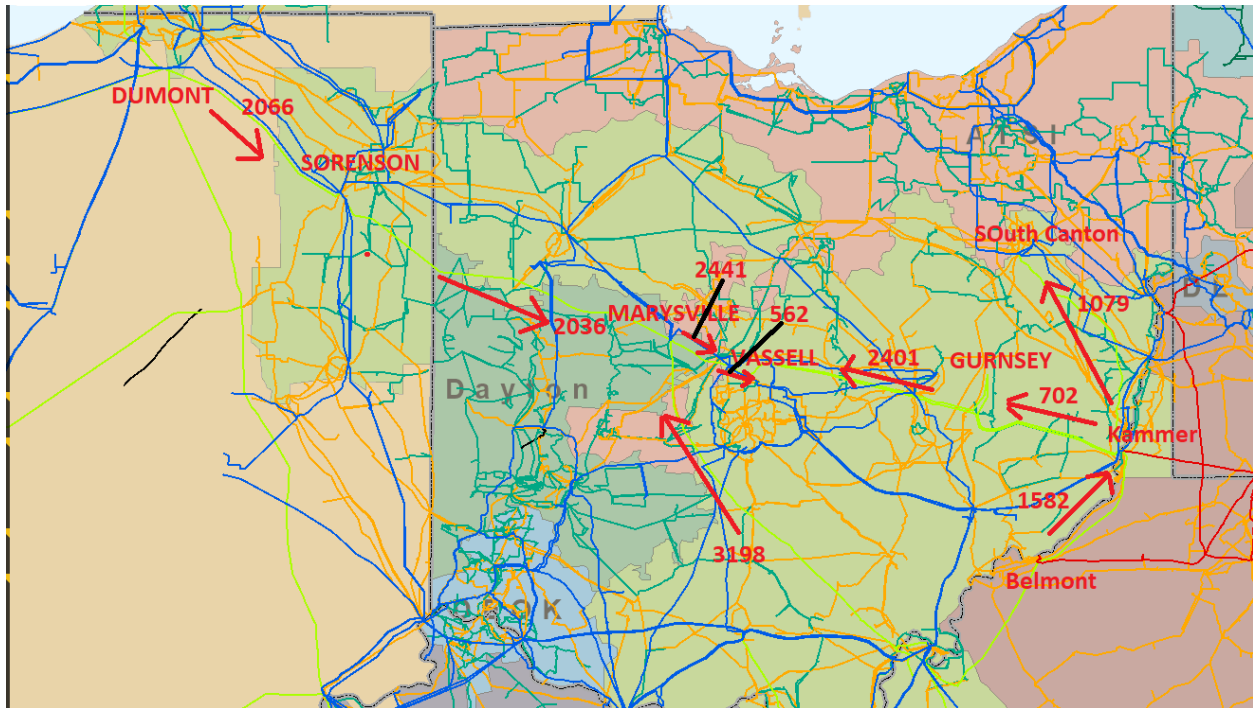 DUMONT
2066
SØRENSON
ATSI
SOuth Canton
DL
2441
MARYSVILLE
562
1079
2036
VASSELL
2401
GURNSEY
Dayton
702
Kammer
1582
3198
Belmont
DEOK